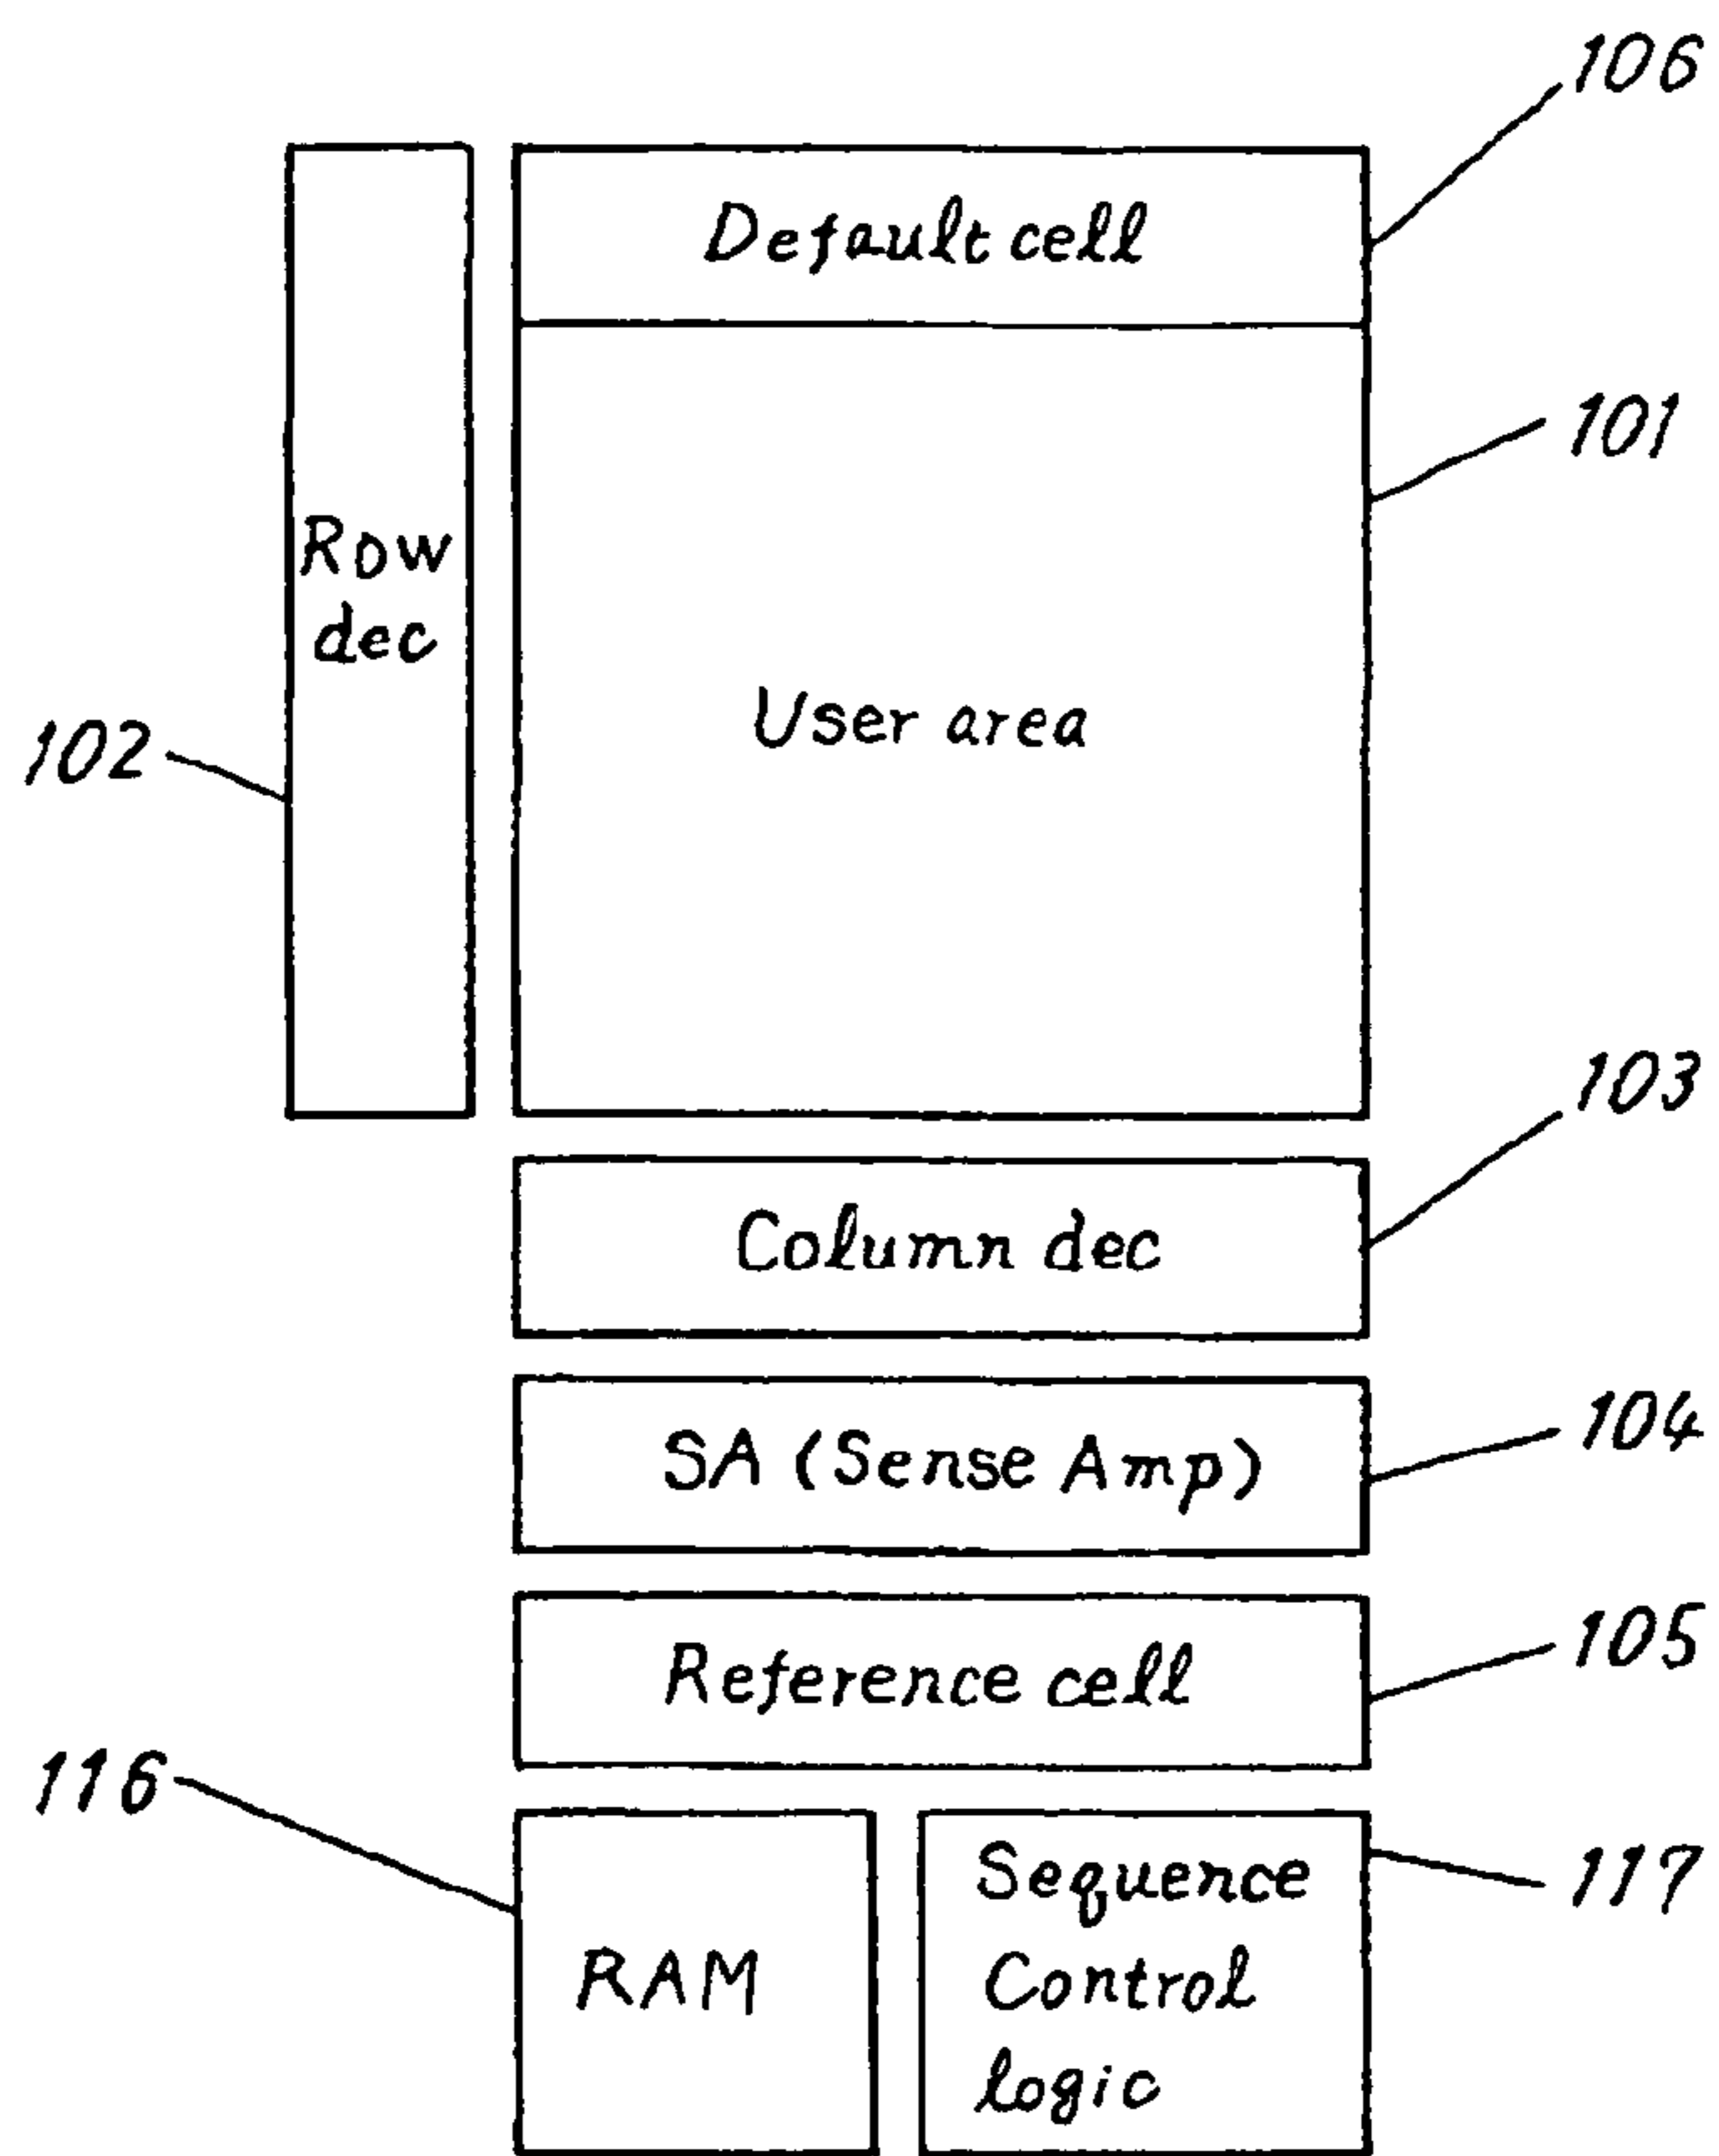 106
Default cell
101
Row
dec
User area
102
103
Column dec
SA (Sense Amp)
104
Reference cell
105
116
RAM
Sequence
Control
logic
117